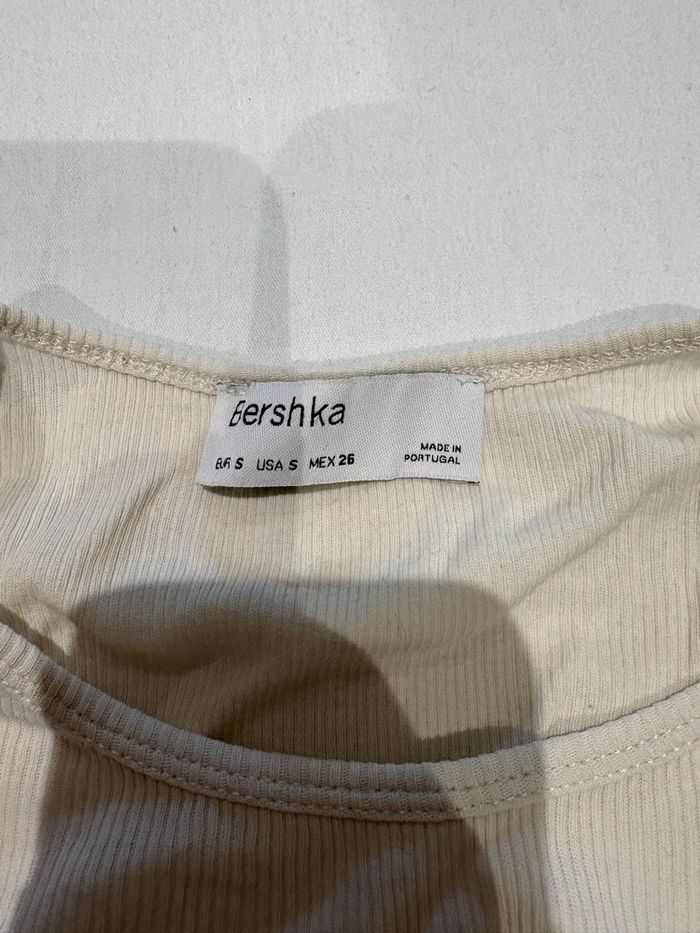 Bershka
EUR S USA S MEX 26
MADE IN
PORTUGAL